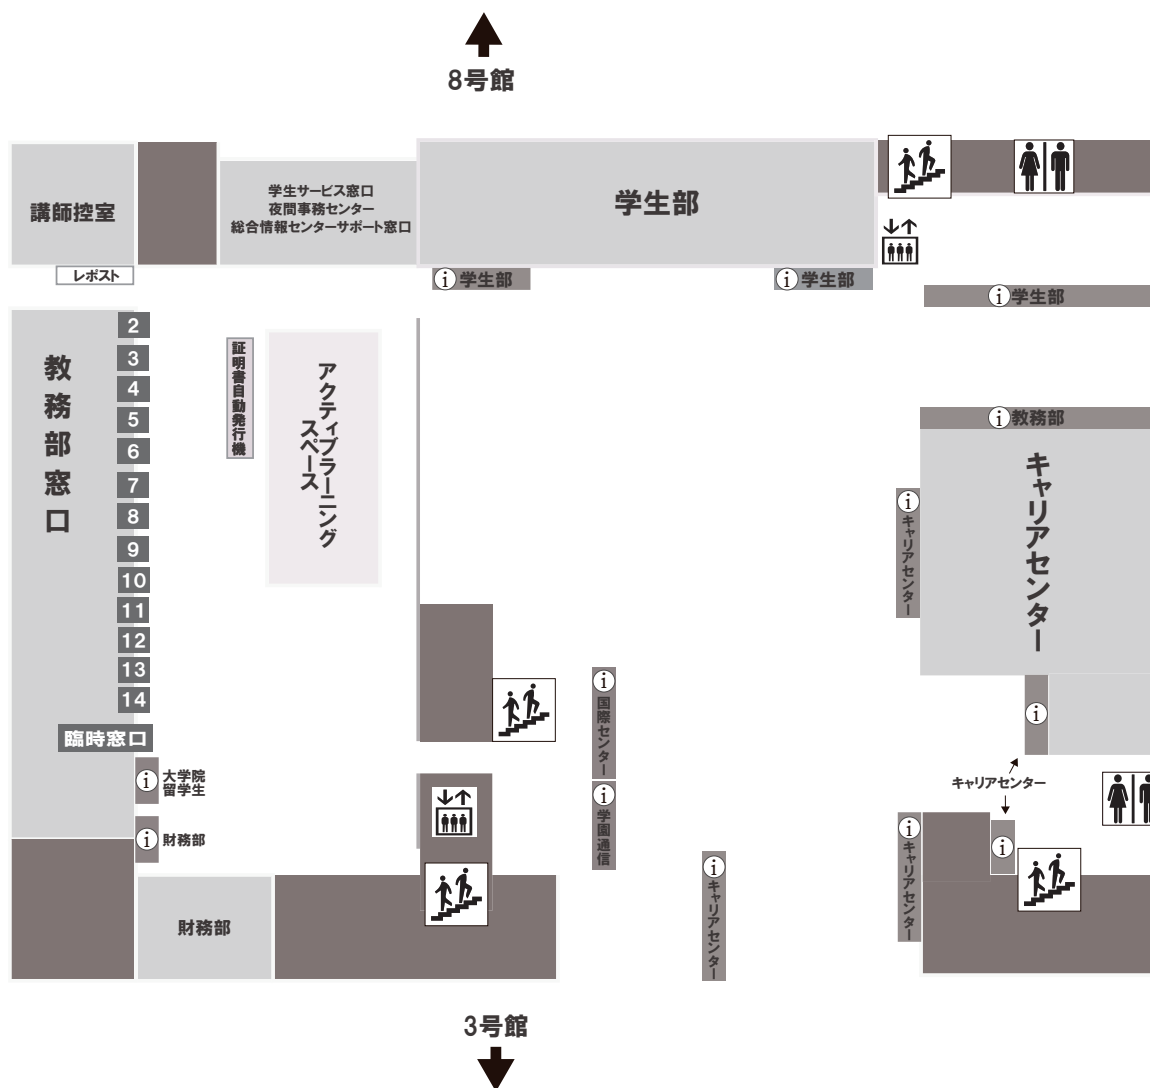 8号館
講師控室
レポスト
学生サービス窓口
夜間事務センター
総合情報センターサポート窓口
学生部
i 学生部
i 学生部
i 学生部
教務部窓口
2
3
4
5
6
7
8
9
10
11
12
13
14
臨時窓口
証明書自動発行機
アクティブラーニング
スペース
i 教務部
キャリアセンター
i キャリアセンター
i 国際センター
i 学園通信
i
キャリアセンター
i
i キャリアセンター
i キャリアセンター
i 大学院
留学生
i 財務部
財務部
3号館